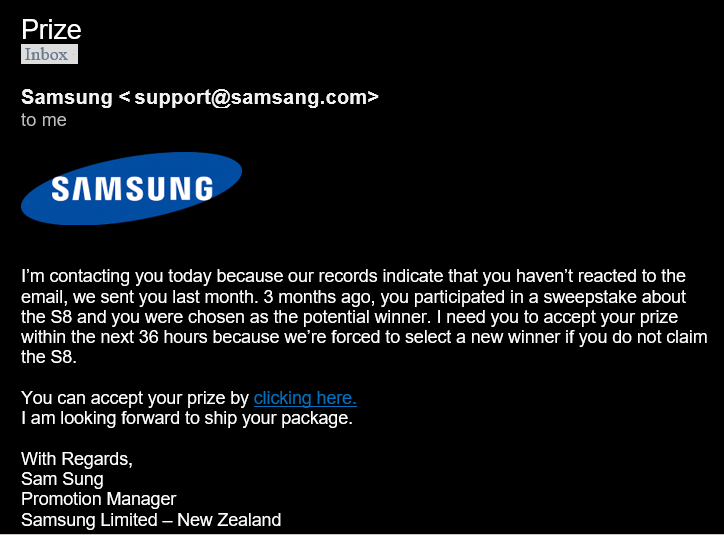 Prize
Inbox
Samsung < support@samsang.com>
to me
SAMSUNG
I’m contacting you today because our records indicate that you haven’t reacted to the
email, we sent you last month. 3 months ago, you participated in a sweepstake about
the S8 and you were chosen as the potential winner. I need you to accept your prize
within the next 36 hours because we’re forced to select a new winner if you do not claim
the S8.
You can accept your prize by clicking here.
I am looking forward to ship your package.
With Regards,
Sam Sung
Promotion Manager
Samsung Limited – New Zealand